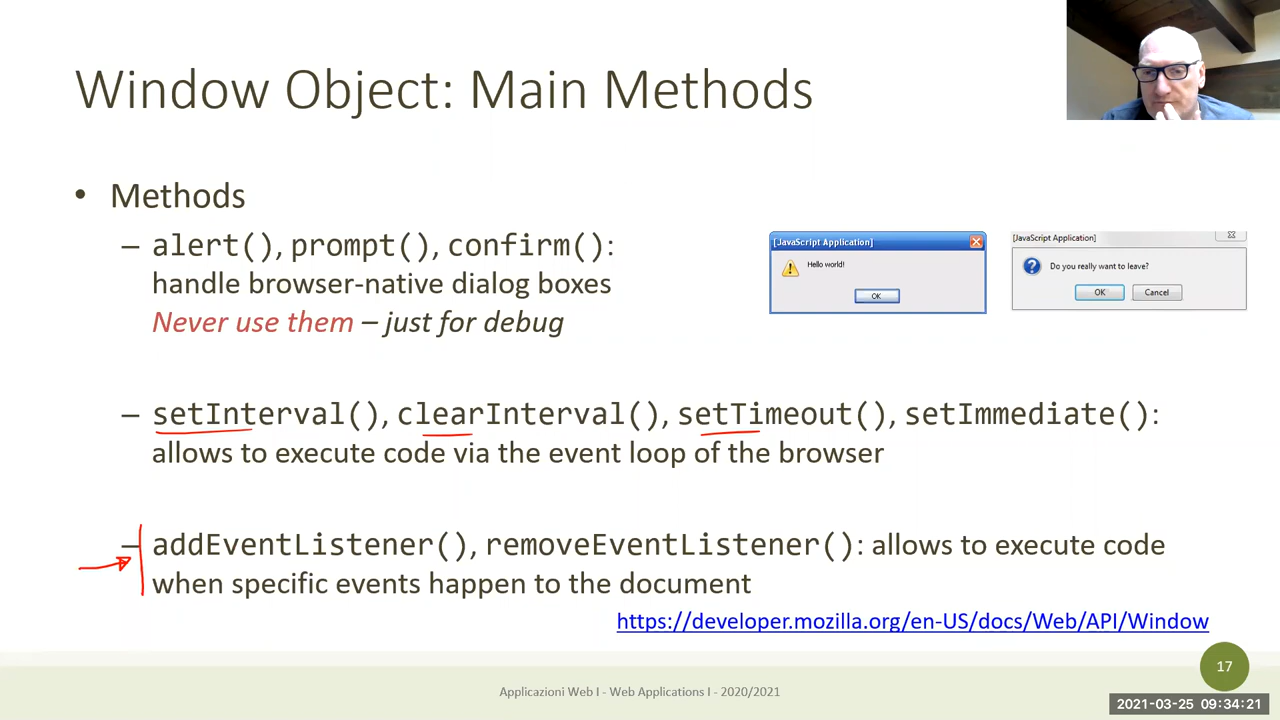 Window Object: Main Methods
• Methods
– alert(), prompt(), confirm():
handle browser-native dialog boxes
Never use them – just for debug
[JavaScript Application]
Hello world!
OK
[JavaScript Application]
Do you really want to leave?
OK Cancel
– setInterval(), clearInterval(), setTimeout(), setImmediate():
allows to execute code via the event loop of the browser
– addEventListener(), removeEventListener(): allows to execute code
when specific events happen to the document
https://developer.mozilla.org/en-US/docs/Web/API/Window
17
Applicazioni Web I - Web Applications I - 2020/2021
2021-03-25 09:34:21